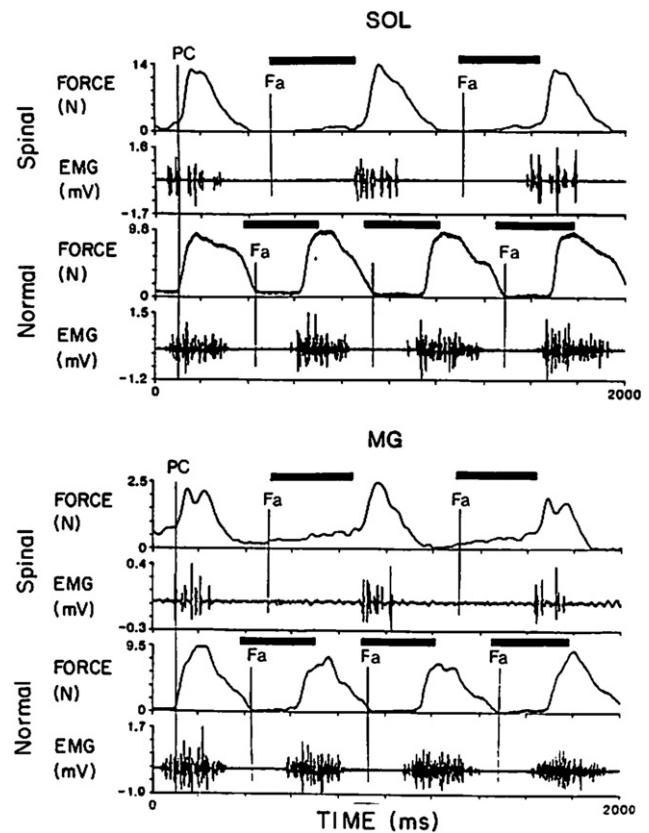 SOL
PC
14
FORCE
(N)
Fa
Fa
0
Spinal
1.6
EMG
(mV)
-1.7
9.8
FORCE
(N)
Fa
Fa
0
Normal
1.5
EMG
(mV)
-1.2
0
2000
MG
PC
2.5
FORCE
(N)
Fa
Fa
0
Spinal
0.4
EMG
(mV)
-0.3
9.5
FORCE
(N)
Fa
Fa
Fa
0
Normal
1.7
EMG
(mV)
-1.0
0
2000
TIME (ms)